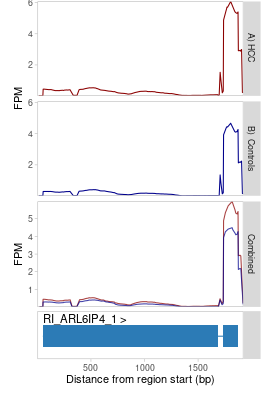 6
4
2
A) HCC
FPM
6
4
2
B) Controls
5
4
3
2
1
Combined
FPM
RI_ARL6IP4_1 >
500 1000 1500
Distance from region start (bp)